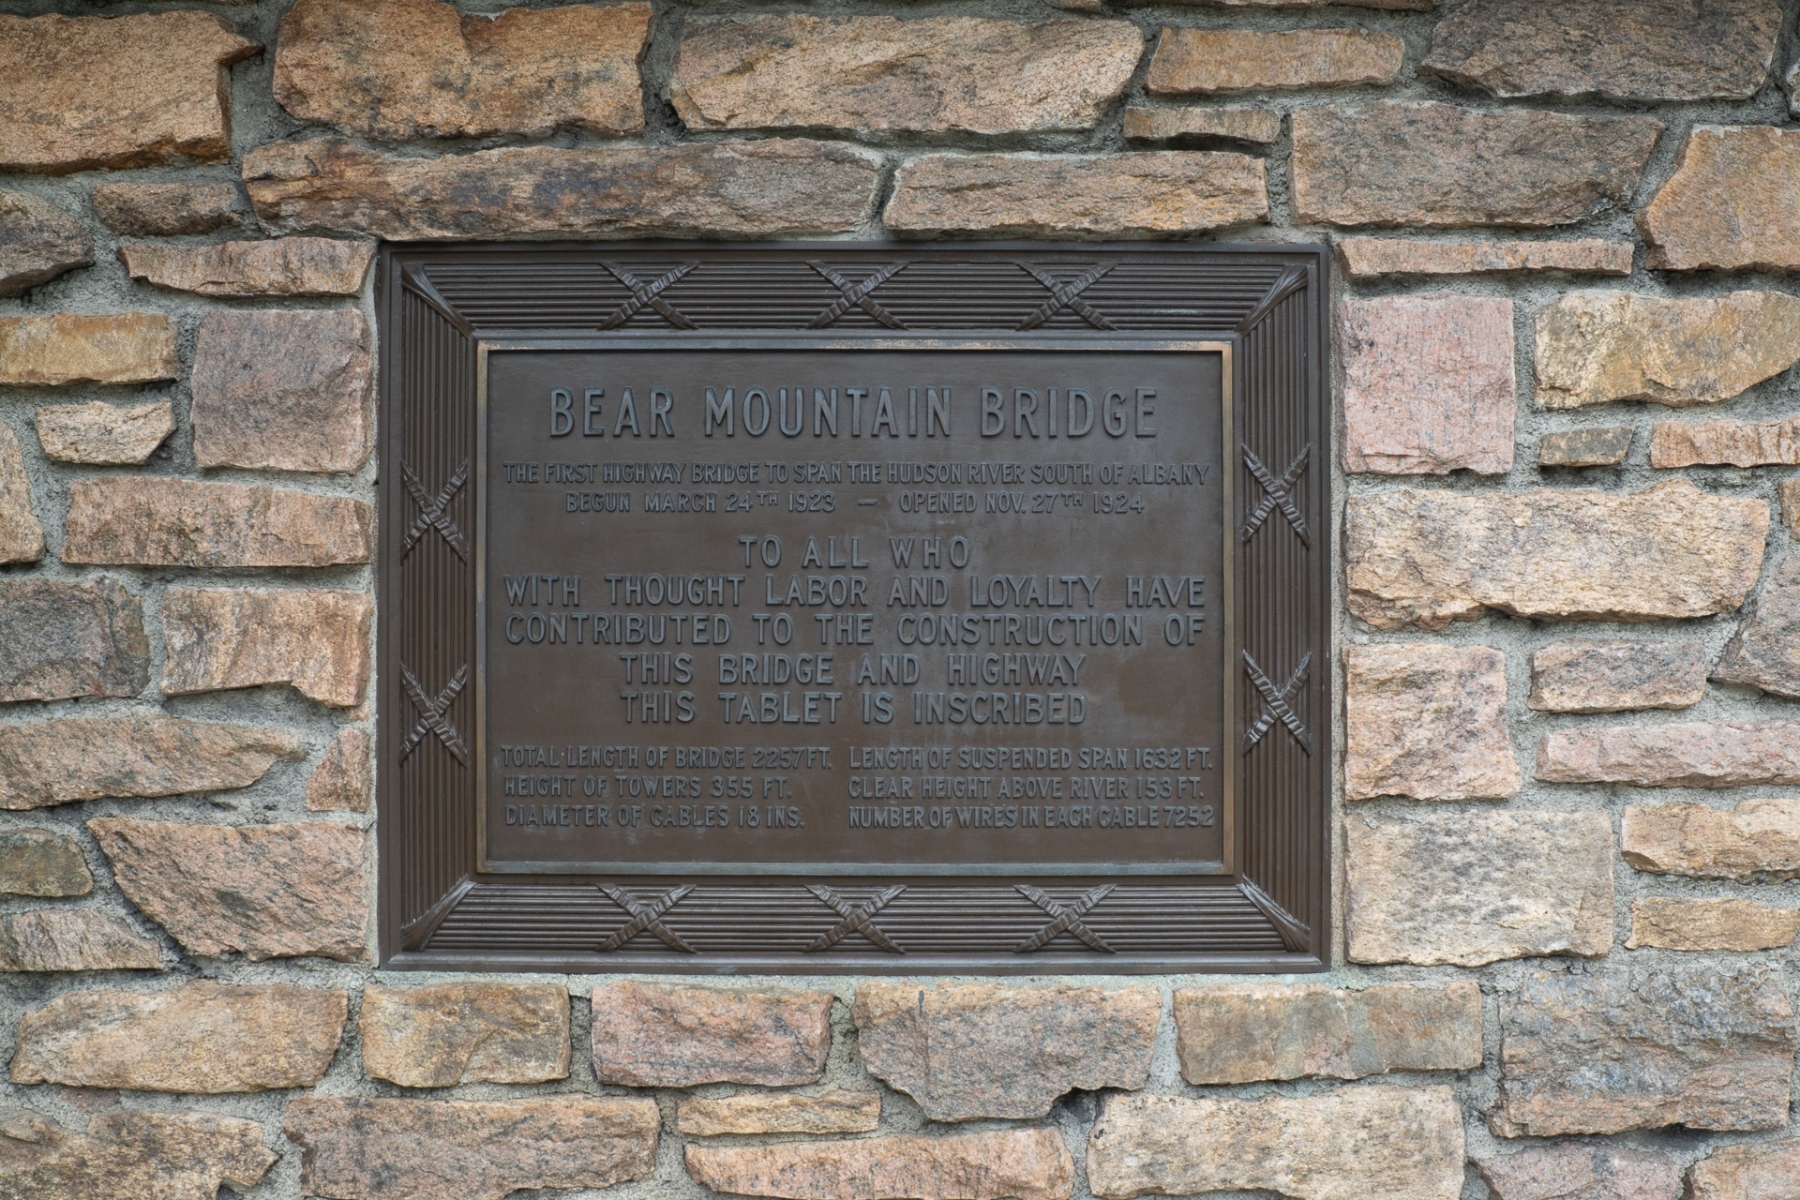 BEAR MOUNTAIN BRIDGE
THE FIRST HIGHWAY BRIDGE TO SPAN THE HUDSON RIVER SOUTH OF ALBANY
BEGUN MARCH 24TH 1923 — OPENED NOV. 27TH 1924
TO ALL WHO
WITH THOUGHT LABOR AND LOYALTY HAVE
CONTRIBUTED TO THE CONSTRUCTION OF
THIS BRIDGE AND HIGHWAY
THIS TABLET IS INSCRIBED
TOTAL LENGTH OF BRIDGE 2257 FT. LENGTH OF SUSPENDED SPAN 1632 FT.
HEIGHT OF TOWERS 355 FT. CLEAR HEIGHT ABOVE RIVER 153 FT.
DIAMETER OF CABLES 18 INS. NUMBER OF WIRES IN EACH CABLE 7252